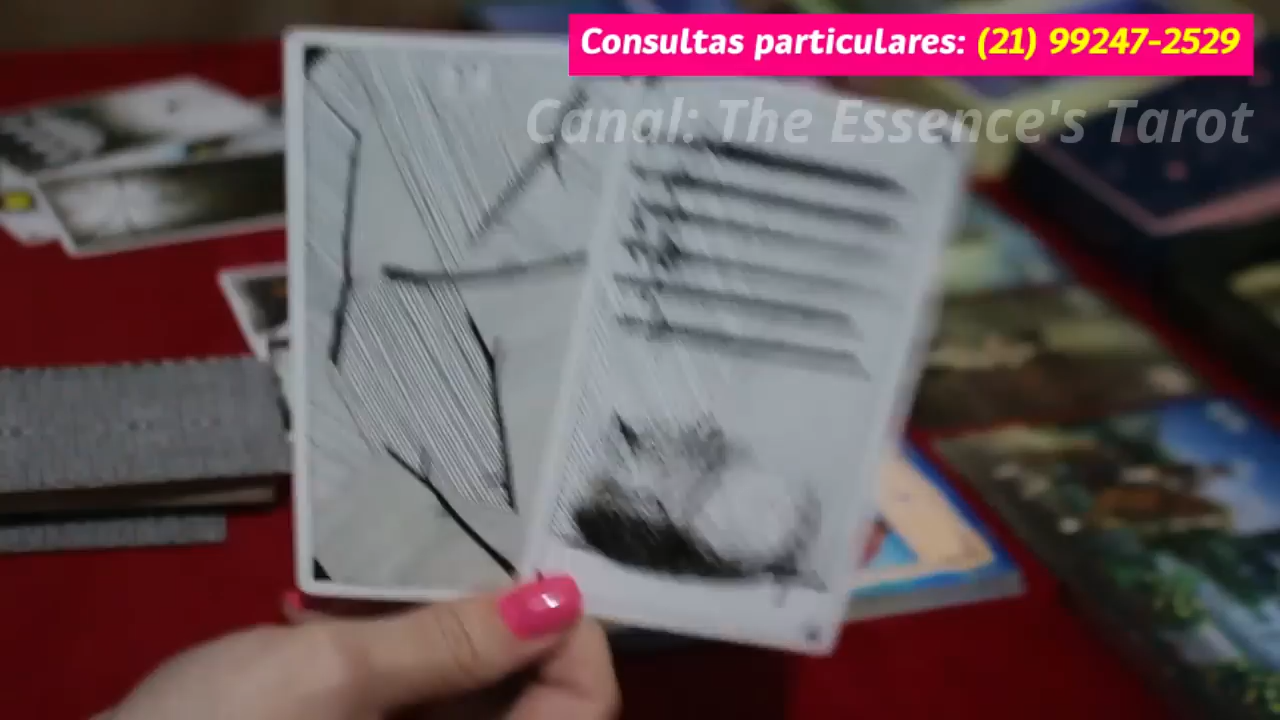 Consultas particulares: (21) 99247-2529
Canal: The Essence's Tarot